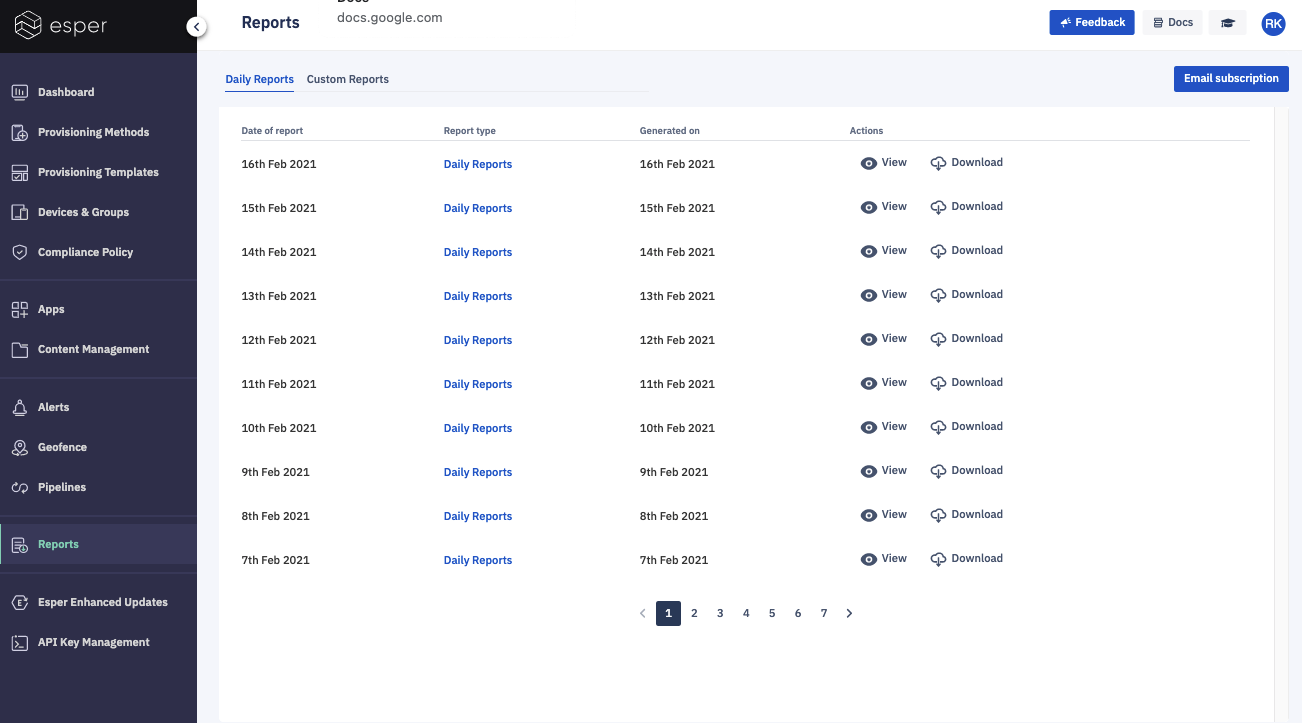 esper
Reports
Docs
docs.google.com
Feedback
Docs
RK
Dashboard
Provisioning Methods
Provisioning Templates
Devices & Groups
Compliance Policy
Apps
Content Management
Alerts
Geofence
Pipelines
Reports
Esper Enhanced Updates
API Key Management
Daily Reports Custom Reports
Email subscription
Date of report Report type Generated on Actions
16th Feb 2021 Daily Reports 16th Feb 2021 View Download
15th Feb 2021 Daily Reports 15th Feb 2021 View Download
14th Feb 2021 Daily Reports 14th Feb 2021 View Download
13th Feb 2021 Daily Reports 13th Feb 2021 View Download
12th Feb 2021 Daily Reports 12th Feb 2021 View Download
11th Feb 2021 Daily Reports 11th Feb 2021 View Download
10th Feb 2021 Daily Reports 10th Feb 2021 View Download
9th Feb 2021 Daily Reports 9th Feb 2021 View Download
8th Feb 2021 Daily Reports 8th Feb 2021 View Download
7th Feb 2021 Daily Reports 7th Feb 2021 View Download
1 2 3 4 5 6 7